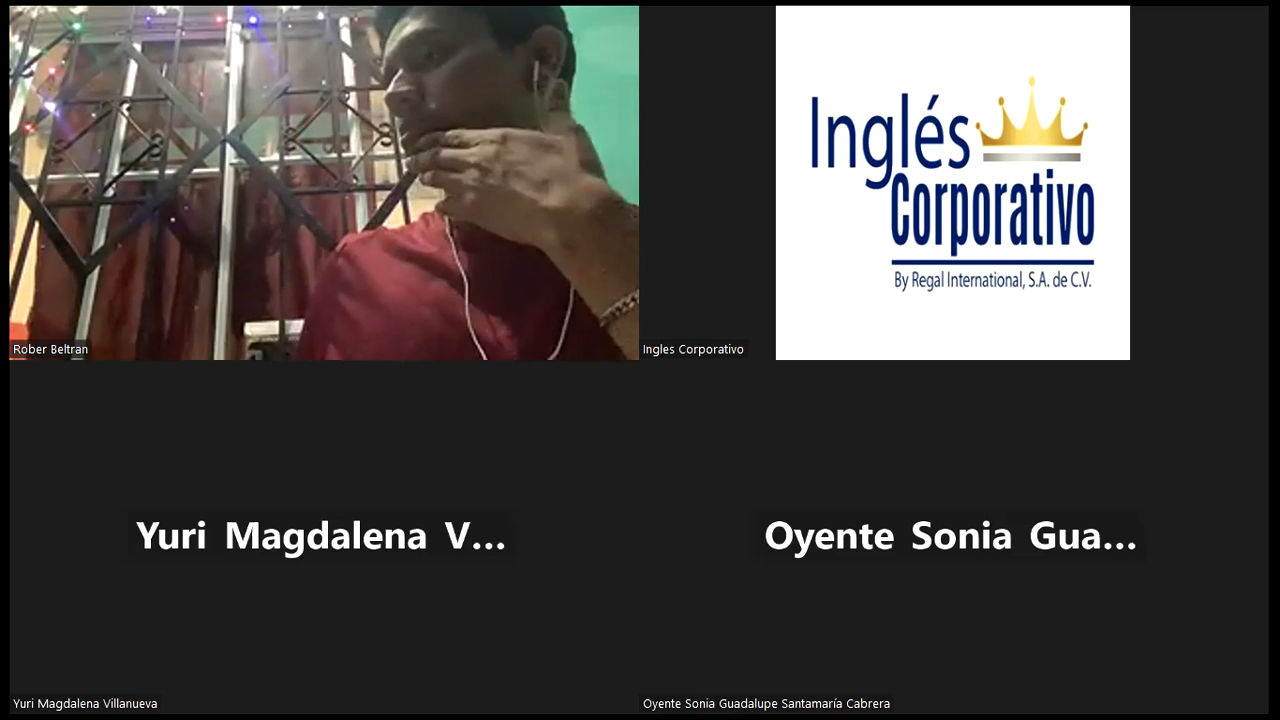 Inglés
Corporativo
By Regal International, S.A. de C.V.
Rober Beltran
Ingles Corporativo
Yuri Magdalena V...
Oyente Sonia Gua...
Yuri Magdalena Villanueva
Oyente Sonia Guadalupe Santamaría Cabrera